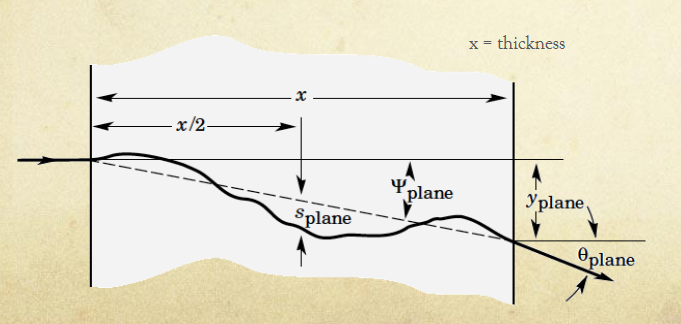 x = thickness
x
x/2
Ψplane
splane
yplane
θplane